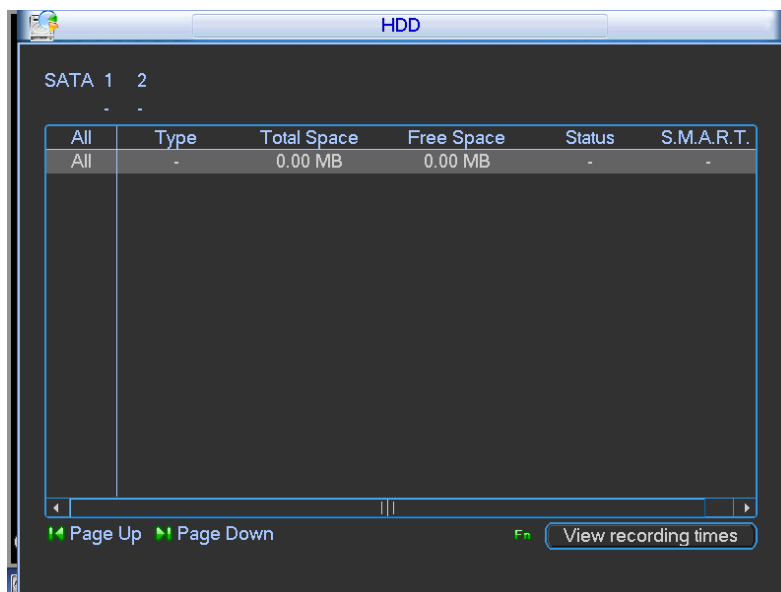 HDD
SATA 1 2
- -
All Type Total Space Free Space Status S.M.A.R.T.
All - 0.00 MB 0.00 MB - -
Page Up Page Down Fn View recording times